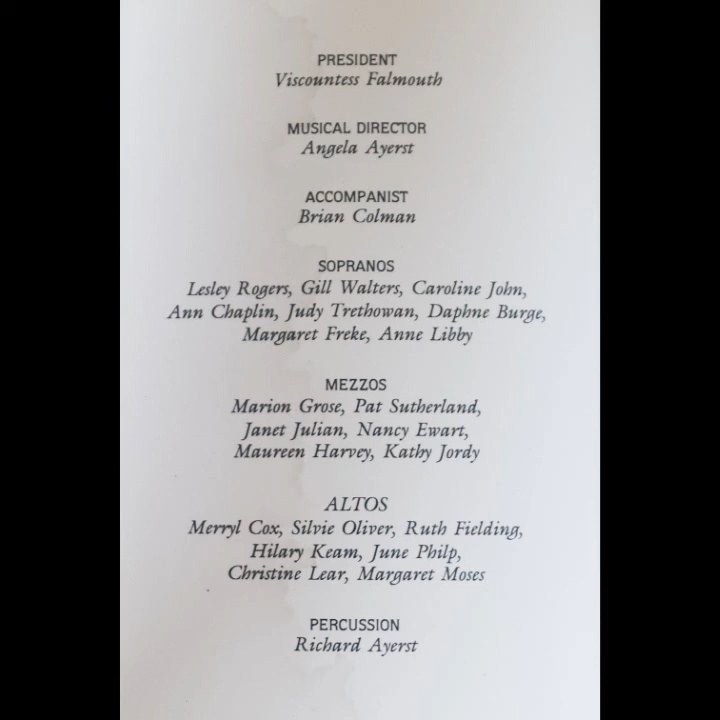 PRESIDENT
Viscountess Falmouth
MUSICAL DIRECTOR
Angela Ayerst
ACCOMPANIST
Brian Colman
SOPRANOS
Lesley Rogers, Gill Walters, Caroline John,
Ann Chaplin, Judy Trethowan, Daphne Burge,
Margaret Freke, Anne Libby
MEZZOS
Marion Grose, Pat Sutherland,
Janet Julian, Nancy Ewart,
Maureen Harvey, Kathy Jordy
ALTOS
Merryl Cox, Silvie Oliver, Ruth Fielding,
Hilary Keam, June Philp,
Christine Lear, Margaret Moses
PERCUSSION
Richard Ayerst